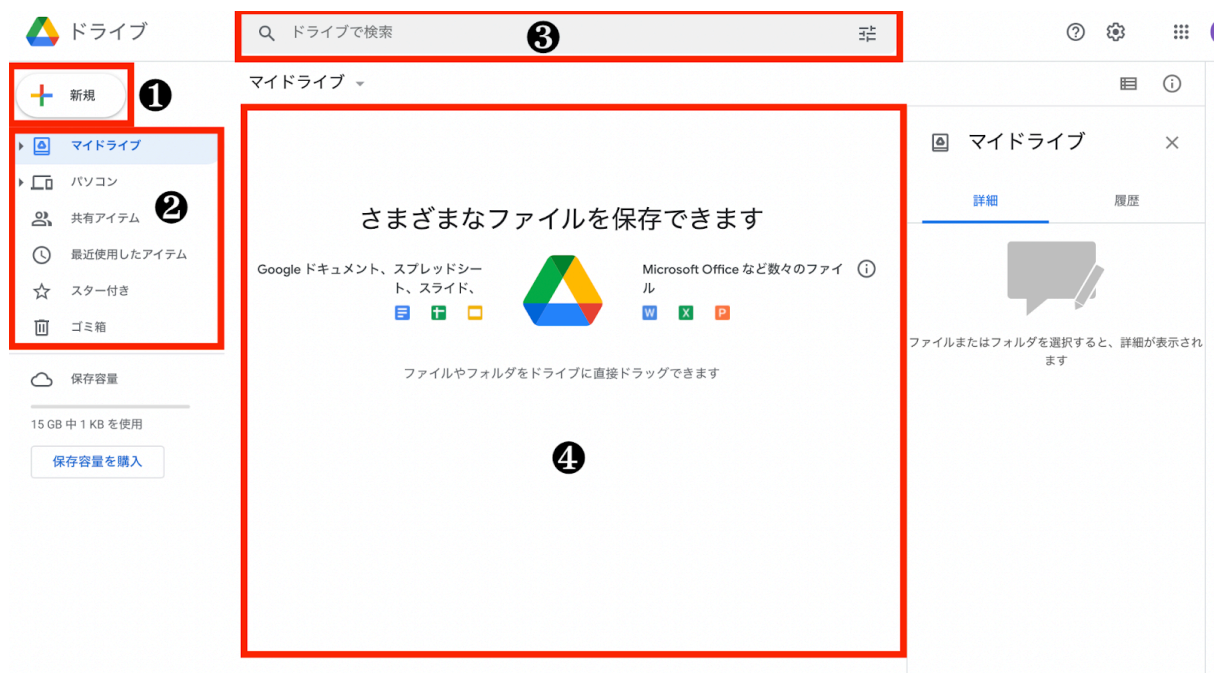 ドライブ
ドライブで検索
❸
新規
❶
マイドライブ
マイドライブ
パソコン
❷
共有アイテム
最近使用したアイテム
スター付き
ゴミ箱
保存容量
15 GB 中 1 KB を使用
保存容量を購入
さまざまなファイルを保存できます
Google ドキュメント、スプレッドシー
ト、スライド、
Microsoft Office など数々のファイ
ル
W X P
ファイルやフォルダをドライブに直接ドラッグできます
❹
マイドライブ
詳細
履歴
ファイルまたはフォルダを選択すると、詳細が表示され
ます